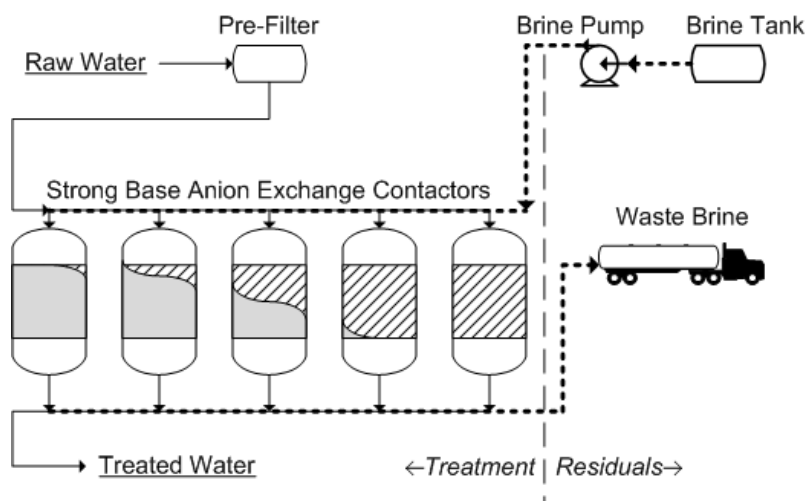 Pre-Filter
Brine Pump
Brine Tank
Raw Water
Strong Base Anion Exchange Contactors
Waste Brine
Treated Water
←Treatment
Residuals→